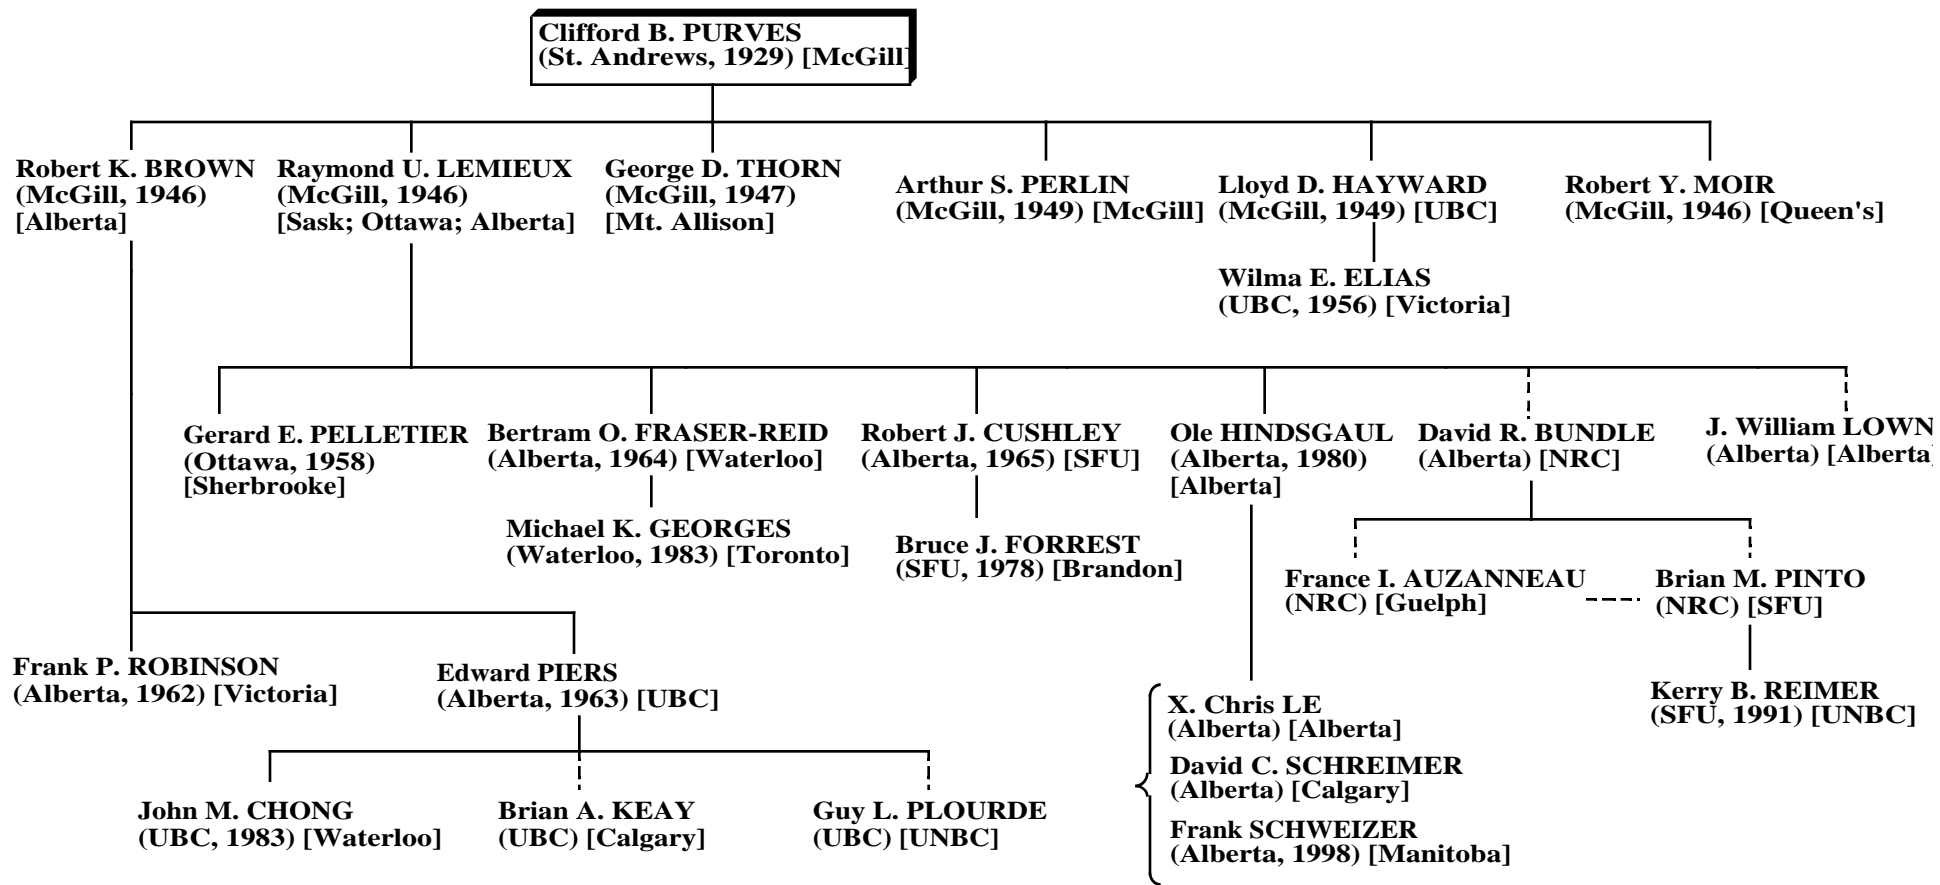 Clifford B. PURVES
(St. Andrews, 1929) [McGill]
Robert K. BROWN
(McGill, 1946)
[Alberta]
Raymond U. LEMIEUX
(McGill, 1946)
[Sask; Ottawa; Alberta]
George D. THORN
(McGill, 1947)
[Mt. Allison]
Arthur S. PERLIN
(McGill, 1949) [McGill]
Lloyd D. HAYWARD
(McGill, 1949) [UBC]
Robert Y. MOIR
(McGill, 1946) [Queen's]
Wilma E. ELIAS
(UBC, 1956) [Victoria]
Gerard E. PELLETIER
(Ottawa, 1958)
[Sherbrooke]
Bertram O. FRASER-REID
(Alberta, 1964) [Waterloo]
Robert J. CUSHLEY
(Alberta, 1965) [SFU]
Ole HINDSGAUL
(Alberta, 1980)
[Alberta]
David R. BUNDLE
(Alberta) [NRC]
J. William LOWN
(Alberta) [Alberta]
Michael K. GEORGES
(Waterloo, 1983) [Toronto]
Bruce J. FORREST
(SFU, 1978) [Brandon]
France I. AUZANNEAU
(NRC) [Guelph]
Brian M. PINTO
(NRC) [SFU]
Frank P. ROBINSON
(Alberta, 1962) [Victoria]
Edward PIERS
(Alberta, 1963) [UBC]
X. Chris LE
(Alberta) [Alberta]
Kerry B. REIMER
(SFU, 1991) [UNBC]
David C. SCHREIMER
(Alberta) [Calgary]
Frank SCHWEIZER
(Alberta, 1998) [Manitoba]
John M. CHONG
(UBC, 1983) [Waterloo]
Brian A. KEAY
(UBC) [Calgary]
Guy L. PLOURDE
(UBC) [UNBC]